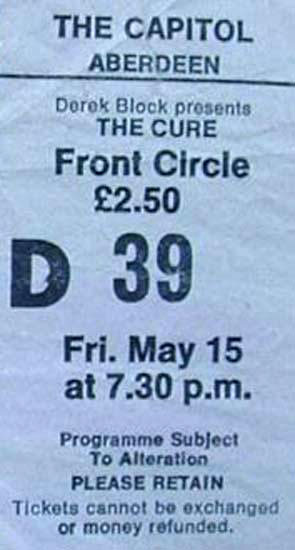 THE CAPITOL
ABERDEEN
Derek Block presents
THE CURE
Front Circle
£2.50
D 39
Fri. May 15
at 7.30 p.m.
Programme Subject
To Alteration
PLEASE RETAIN
Tickets cannot be exchanged
or money refunded.